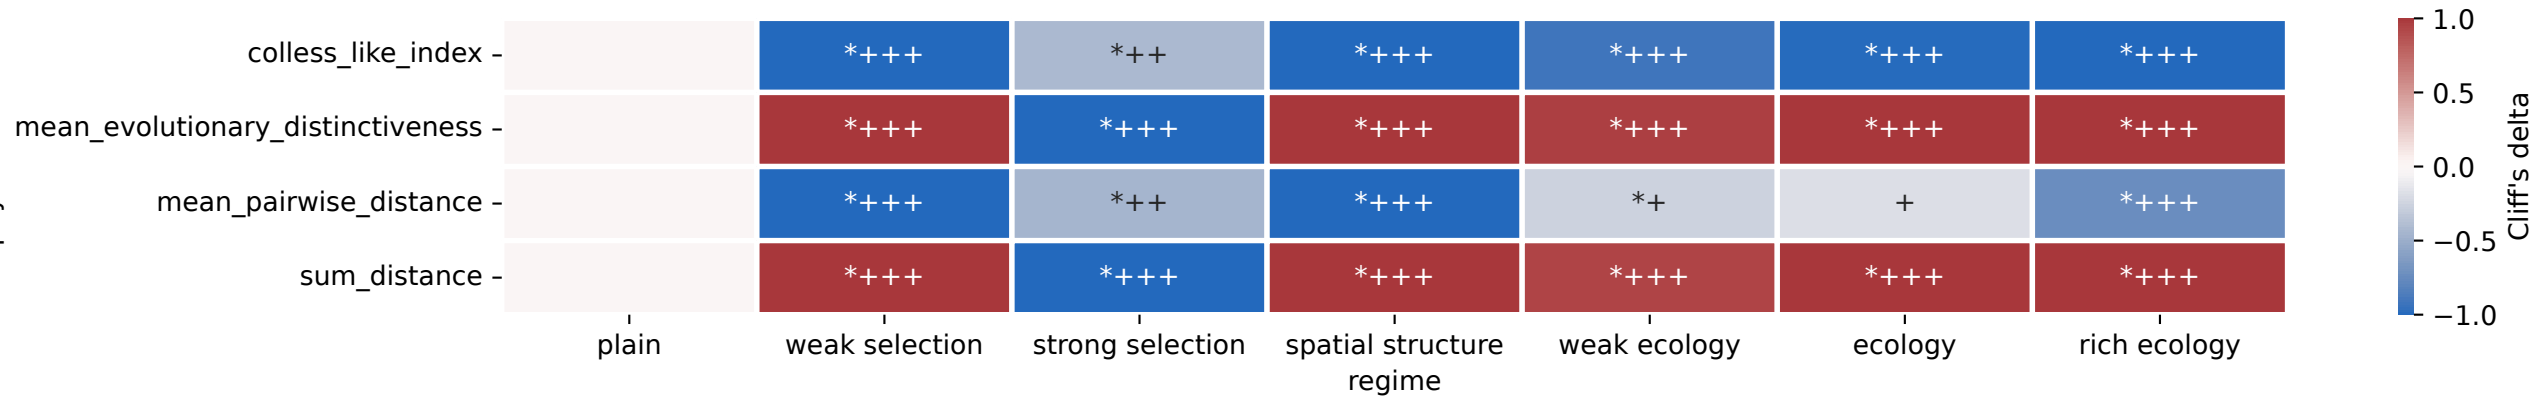 colless_like_index *+++ *++ *+++ *+++ *+++ *+++
mean_evolutionary_distinctiveness *+++ *+++ *+++ *+++ *+++ *+++
mean_pairwise_distance *+++ *++ *+++ *+ + *+++
sum_distance *+++ *+++ *+++ *+++ *+++ *+++
plain weak selection strong selection spatial structure weak ecology ecology rich ecology
regime
1.0
0.5
0.0
−0.5
−1.0
Cliff's delta